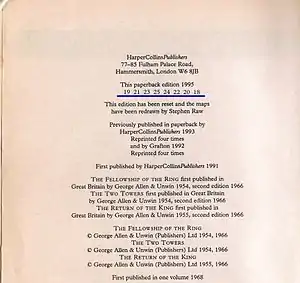 HarperCollinsPublishers
77–85 Fulham Palace Road,
Hammersmith, London W6 8JB
This paperback edition 1995
19 21 23 25 24 22 20 18
This edition has been reset and the maps
have been redrawn by Stephen Raw
Previously published in paperback by
HarperCollinsPublishers 1993
Reprinted four times
and by Grafton 1992
Reprinted four times
First published by HarperCollinsPublishers 1991
THE FELLOWSHIP OF THE RING first published in
Great Britain by George Allen & Unwin 1954, second edition 1966
THE TWO TOWERS first published in Great Britain
by George Allen & Unwin 1954, second edition 1966
THE RETURN OF THE KING first published in
Great Britain by George Allen & Unwin 1955, second edition 1966
THE FELLOWSHIP OF THE RING
© George Allen & Unwin (Publishers) Ltd 1954, 1966
THE TWO TOWERS
© George Allen & Unwin (Publishers) Ltd 1954, 1966
THE RETURN OF THE KING
© George Allen & Unwin (Publishers) Ltd 1955, 1966
First published in one volume 1968